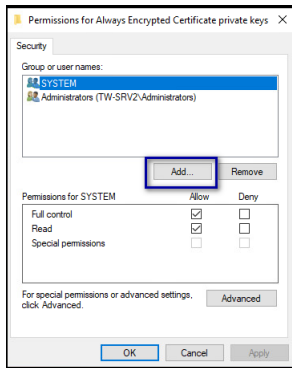 Permissions for Always Encrypted Certificate private keys
Security
Group or user names:
SYSTEM
Administrators (TW-SRV2\Administrators)
Add...
Remove
Permissions for SYSTEM
Allow
Deny
Full control
Read
Special permissions
For special permissions or advanced settings,
click Advanced.
Advanced
OK
Cancel
Apply